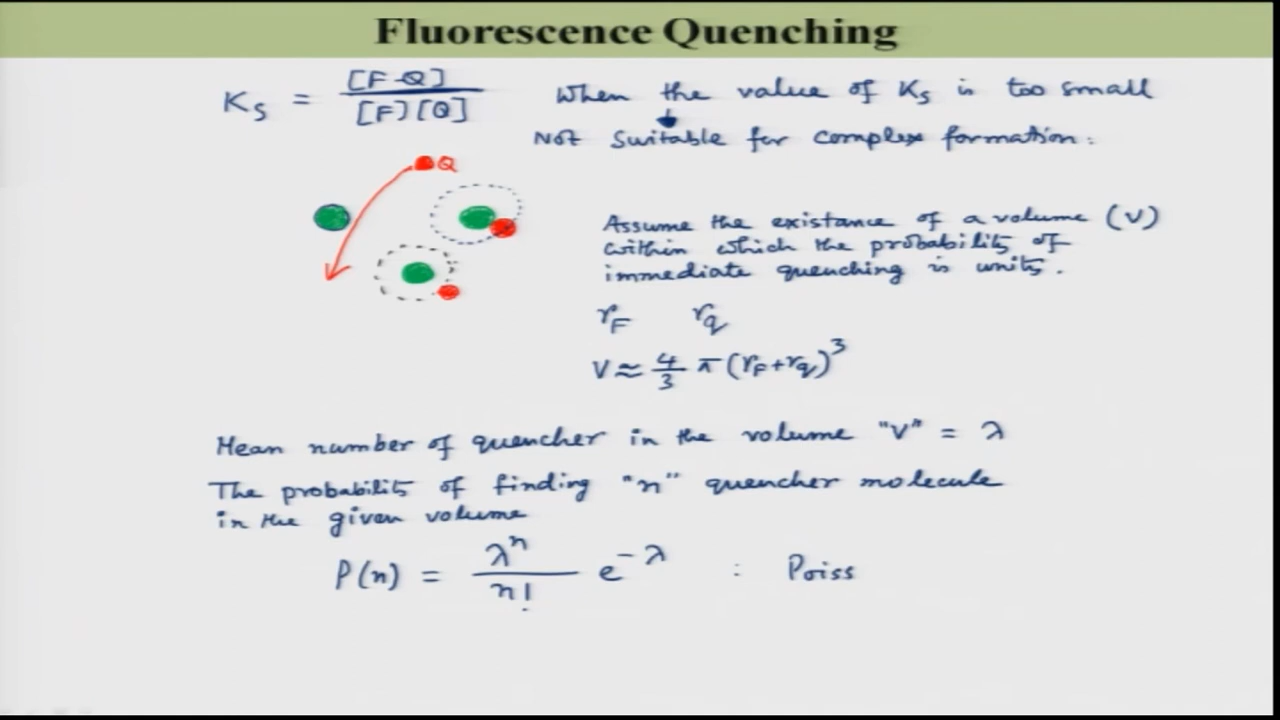 Fluorescence Quenching
K_S = [F-Q] / [F][Q]
When the value of K_S is too small
Not suitable for complex formation.
Q
Assume the existance of a volume (V)
within which the probability of
immediate quenching is unity.
r_F r_q
V ≈ 4/3 π (r_F+r_q)^3
Mean number of quencher in the volume "V" = λ
The probability of finding "n" quencher molecule
in the given volume
P(n) = λ^n / n! e^-λ : Poiss